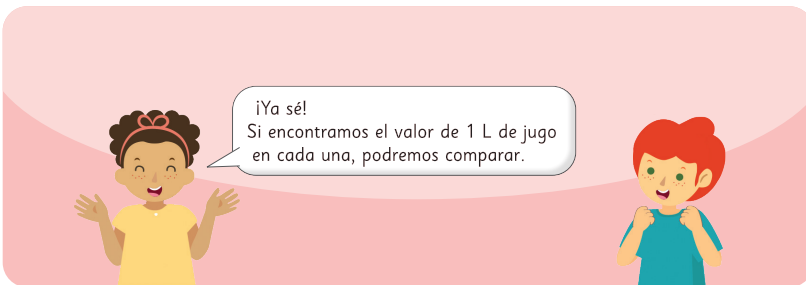 ¡Ya sé!
Si encontramos el valor de 1 L de jugo
en cada una, podremos comparar.